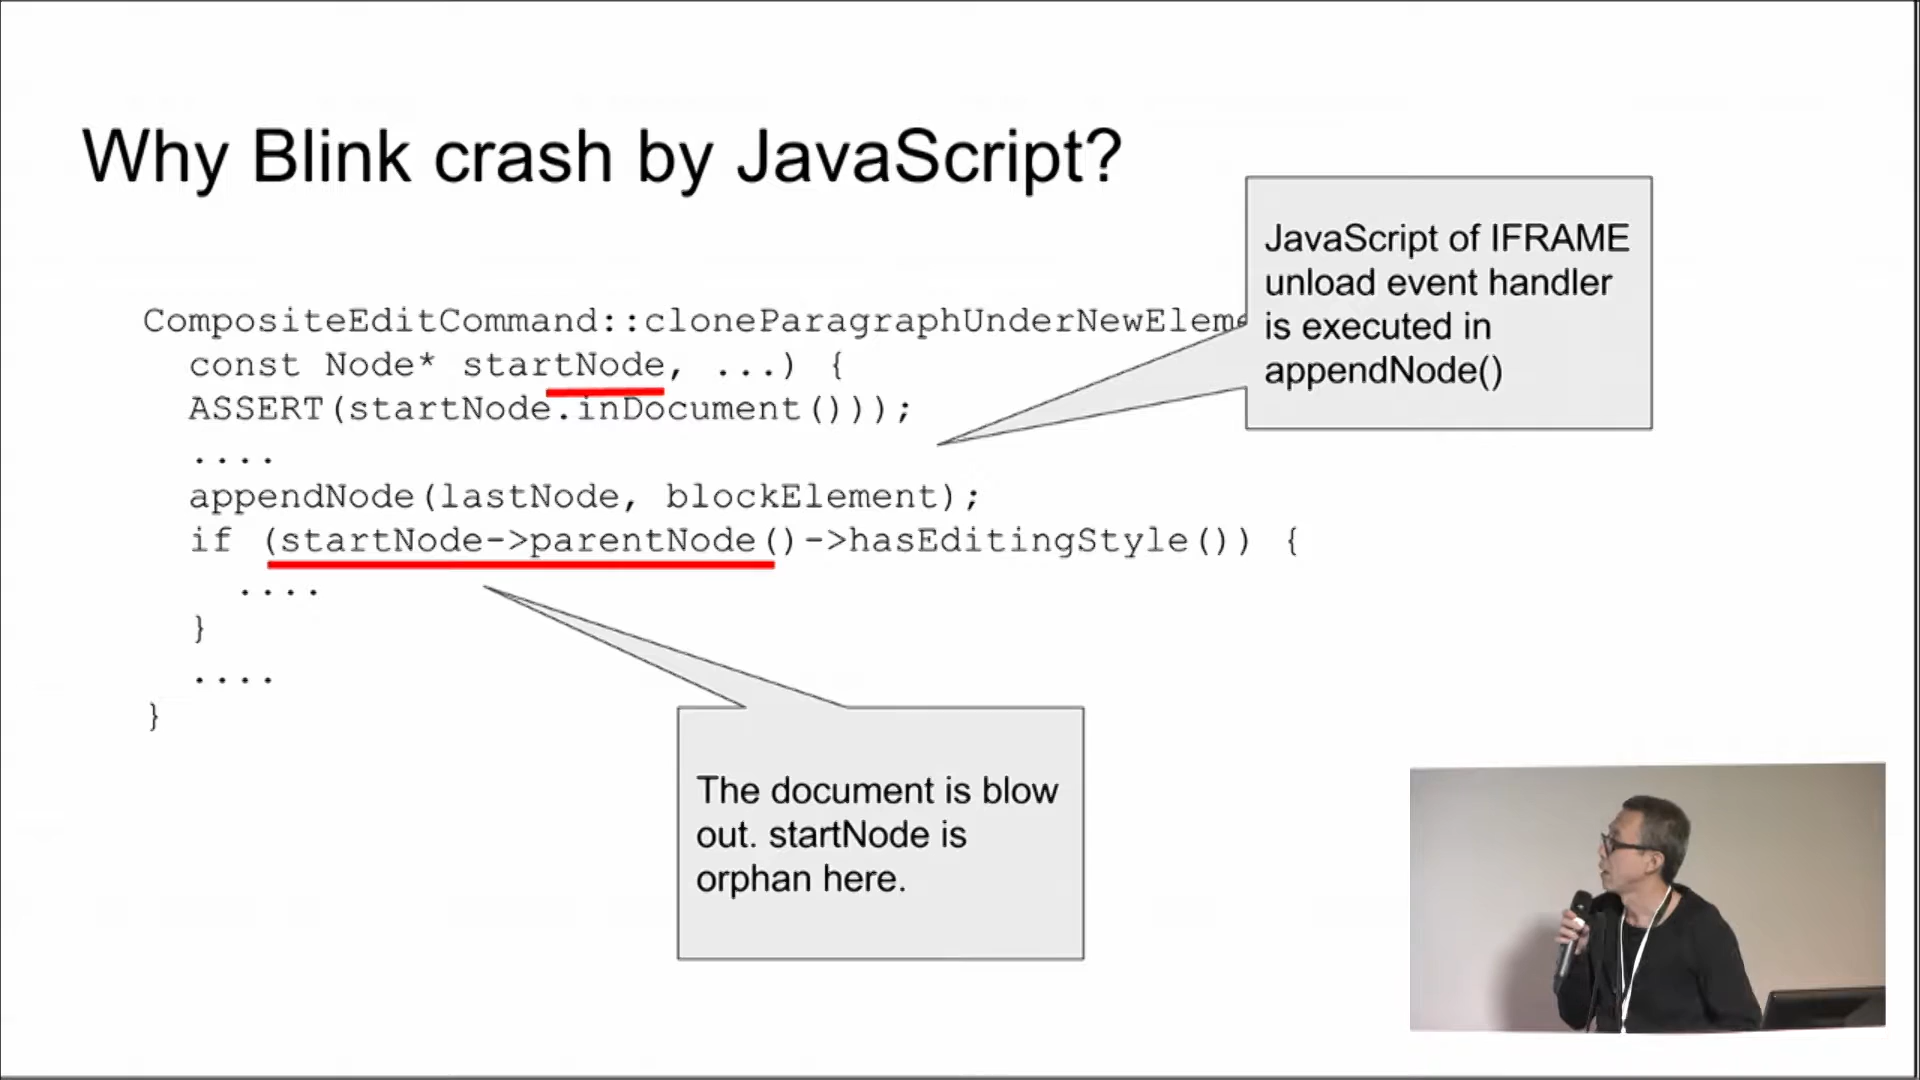 Why Blink crash by JavaScript?
JavaScript of IFRAME
unload event handler
is executed in
appendNode()
CompositeEditCommand::cloneParagraphUnderNewEleme
const Node* startNode, ...) {
ASSERT(startNode.inDocument()));
....
appendNode(lastNode, blockElement);
if (startNode->parentNode()->hasEditingStyle()) {
....
}
....
}
The document is blow
out. startNode is
orphan here.